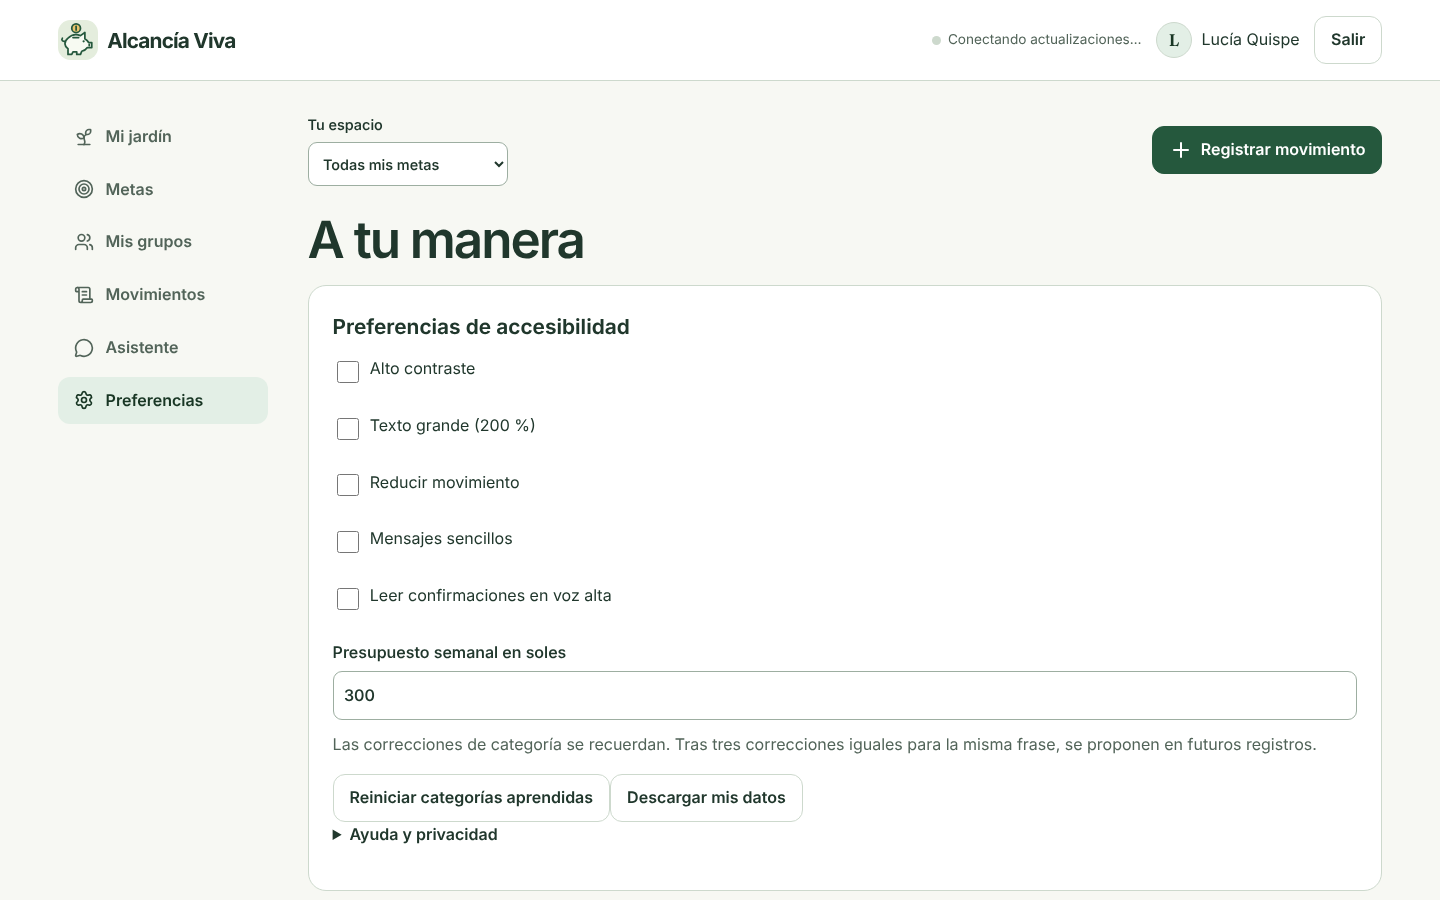 Alcancía Viva
Conectando actualizaciones...
L
Lucía Quispe
Salir
Mi jardín
Metas
Mis grupos
Movimientos
Asistente
Preferencias
Tu espacio
Todas mis metas
Registrar movimiento
A tu manera
Preferencias de accesibilidad
Alto contraste
Texto grande (200 %)
Reducir movimiento
Mensajes sencillos
Leer confirmaciones en voz alta
Presupuesto semanal en soles
300
Las correcciones de categoría se recuerdan. Tras tres correcciones iguales para la misma frase, se proponen en futuros registros.
Reiniciar categorías aprendidas
Descargar mis datos
Ayuda y privacidad